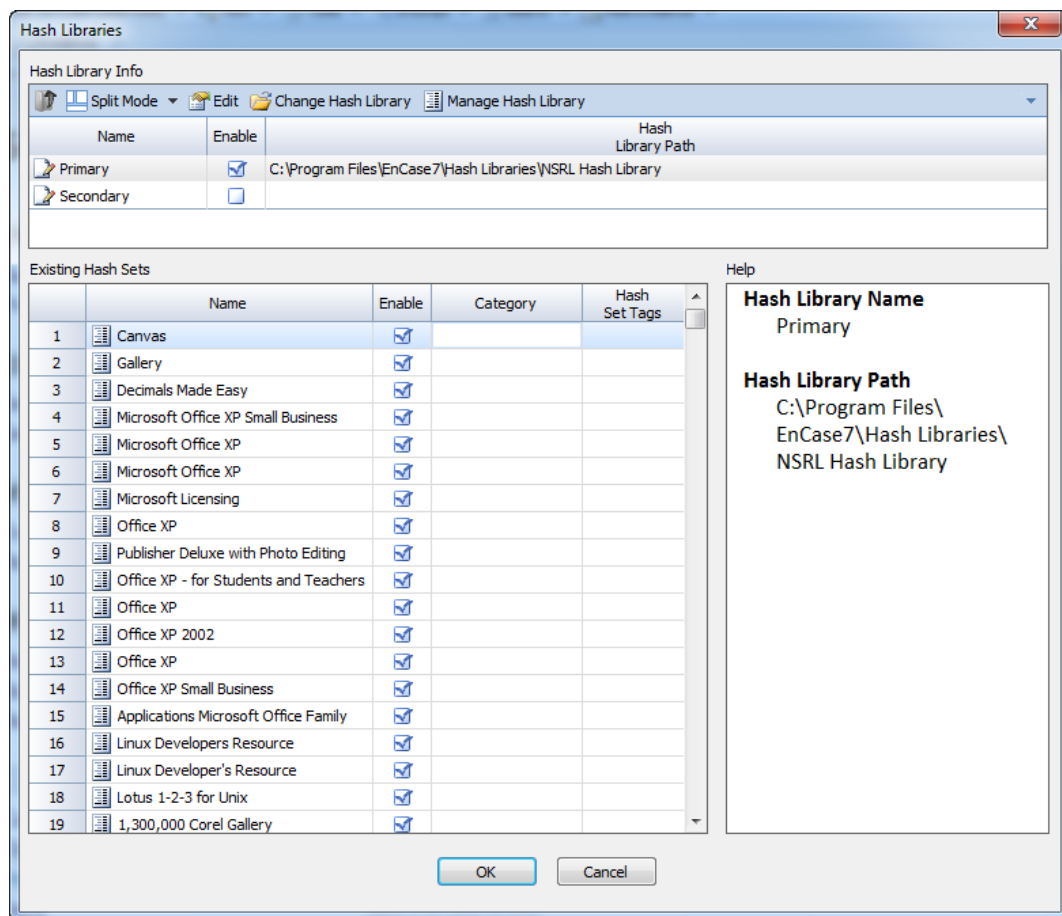 Hash Libraries
Hash Library Info
Split Mode Edit Change Hash Library Manage Hash Library
Name Enable Hash Library Path
Primary C:\Program Files\EnCase7\Hash Libraries\NSRL Hash Library
Secondary
Existing Hash Sets
Name Enable Category Hash Set Tags
1 Canvas
2 Gallery
3 Decimals Made Easy
4 Microsoft Office XP Small Business
5 Microsoft Office XP
6 Microsoft Office XP
7 Microsoft Licensing
8 Office XP
9 Publisher Deluxe with Photo Editing
10 Office XP - for Students and Teachers
11 Office XP
12 Office XP 2002
13 Office XP
14 Office XP Small Business
15 Applications Microsoft Office Family
16 Linux Developers Resource
17 Linux Developer's Resource
18 Lotus 1-2-3 for Unix
19 1,300,000 Corel Gallery
Help
Hash Library Name
Primary
Hash Library Path
C:\Program Files\
EnCase7\Hash Libraries\
NSRL Hash Library
OK Cancel